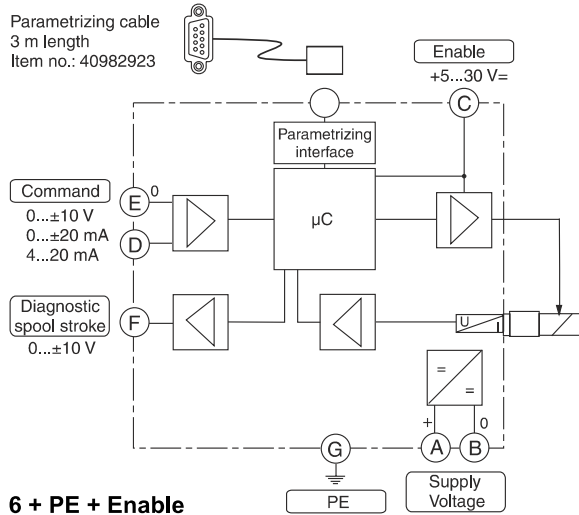 Parametrizing cable
3 m length
Item no.: 40982923
Enable
+5...30 V=
C
Parametrizing
interface
Command
0...±10 V
0...±20 mA
4...20 mA
E 0
D
µC
Diagnostic
spool stroke
0...±10 V
F
U
I
=
=
+ 0
A B
G
PE
Supply
Voltage
6 + PE + Enable